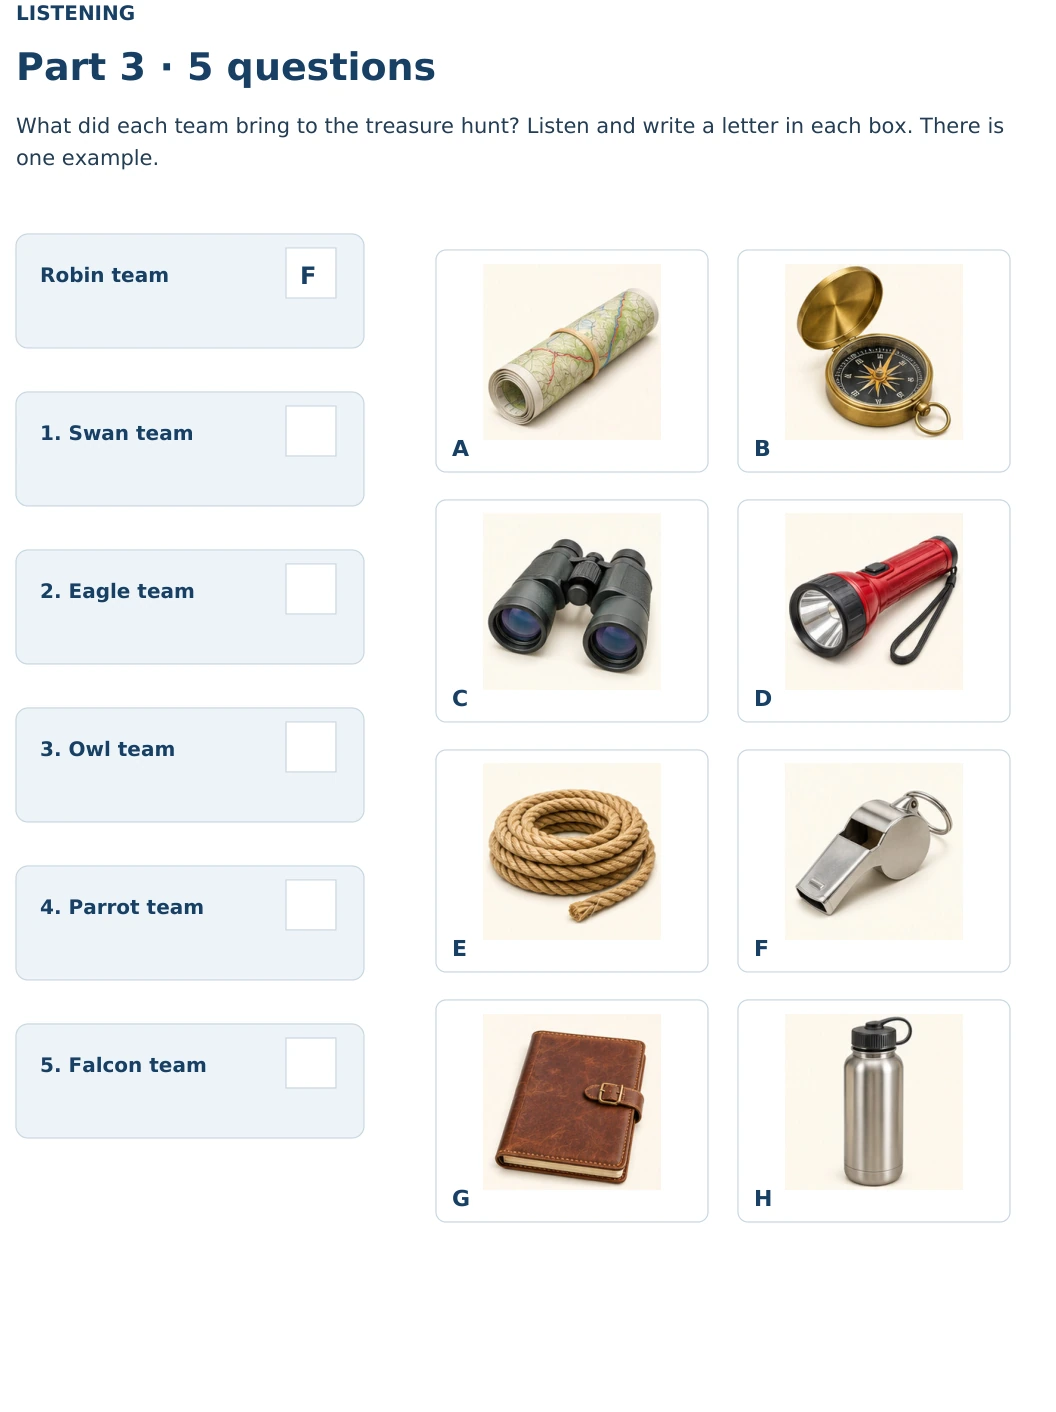 LISTENING
Part 3 · 5 questions
What did each team bring to the treasure hunt? Listen and write a letter in each box. There is
one example.
Robin team F
1. Swan team
2. Eagle team
3. Owl team
4. Parrot team
5. Falcon team
A
B
C
D
E
F
G
H